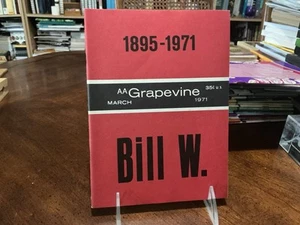 1895-1971
AA Grapevine 35¢
MARCH 1971
Bill W.